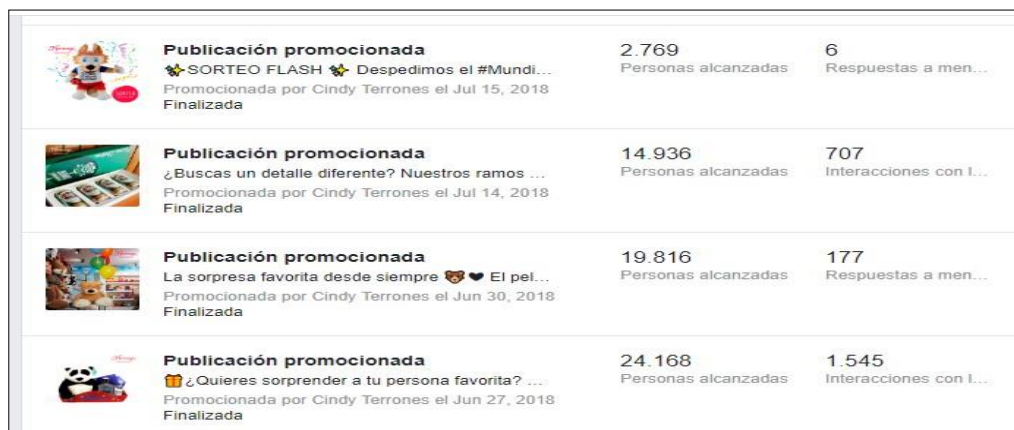 Publicación promocionada
✨SORTEO FLASH ✨ Despedimos el #Mundi...
Promocionada por Cindy Terrones el Jul 15, 2018
Finalizada
2.769
Personas alcanzadas
6
Respuestas a men...
Publicación promocionada
¿Buscas un detalle diferente? Nuestros ramos ...
Promocionada por Cindy Terrones el Jul 14, 2018
Finalizada
14.936
Personas alcanzadas
707
Interacciones con l...
Publicación promocionada
La sorpresa favorita desde siempre 🐻🖤 El pel...
Promocionada por Cindy Terrones el Jun 30, 2018
Finalizada
19.816
Personas alcanzadas
177
Respuestas a men...
Publicación promocionada
🎁¿Quieres sorprender a tu persona favorita? ...
Promocionada por Cindy Terrones el Jun 27, 2018
Finalizada
24.168
Personas alcanzadas
1.545
Interacciones con l...